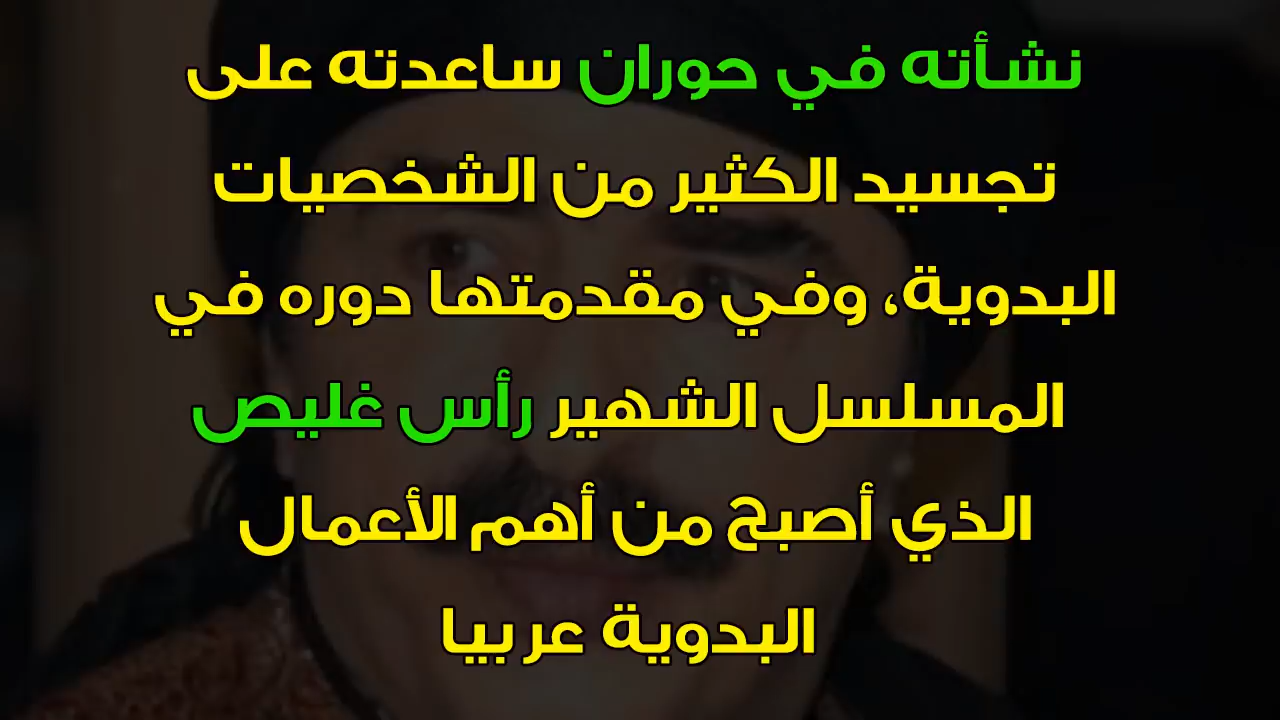 نشأته في حوران ساعدته على
تجسيد الكثير من الشخصيات
البدوية، وفي مقدمتها دوره في
المسلسل الشهير رأس غليص
الذي أصبح من أهم الأعمال
البدوية عربيا